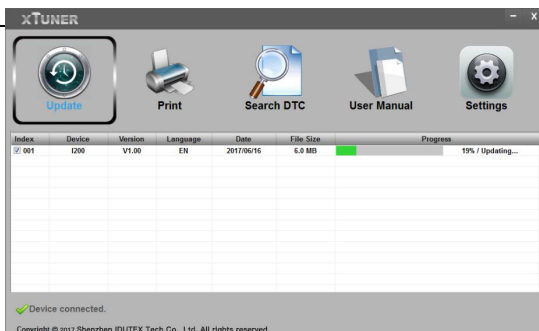 xTUNER
– X
Update Print Search DTC User Manual Settings
Index Device Version Language Date File Size Progress
001 I200 V1.00 EN 2017/06/16 6.0 MB 19% / Updating...
Device connected.
Copyright © 2017 Shenzhen IDUTEX Tech Co., Ltd. All rights reserved